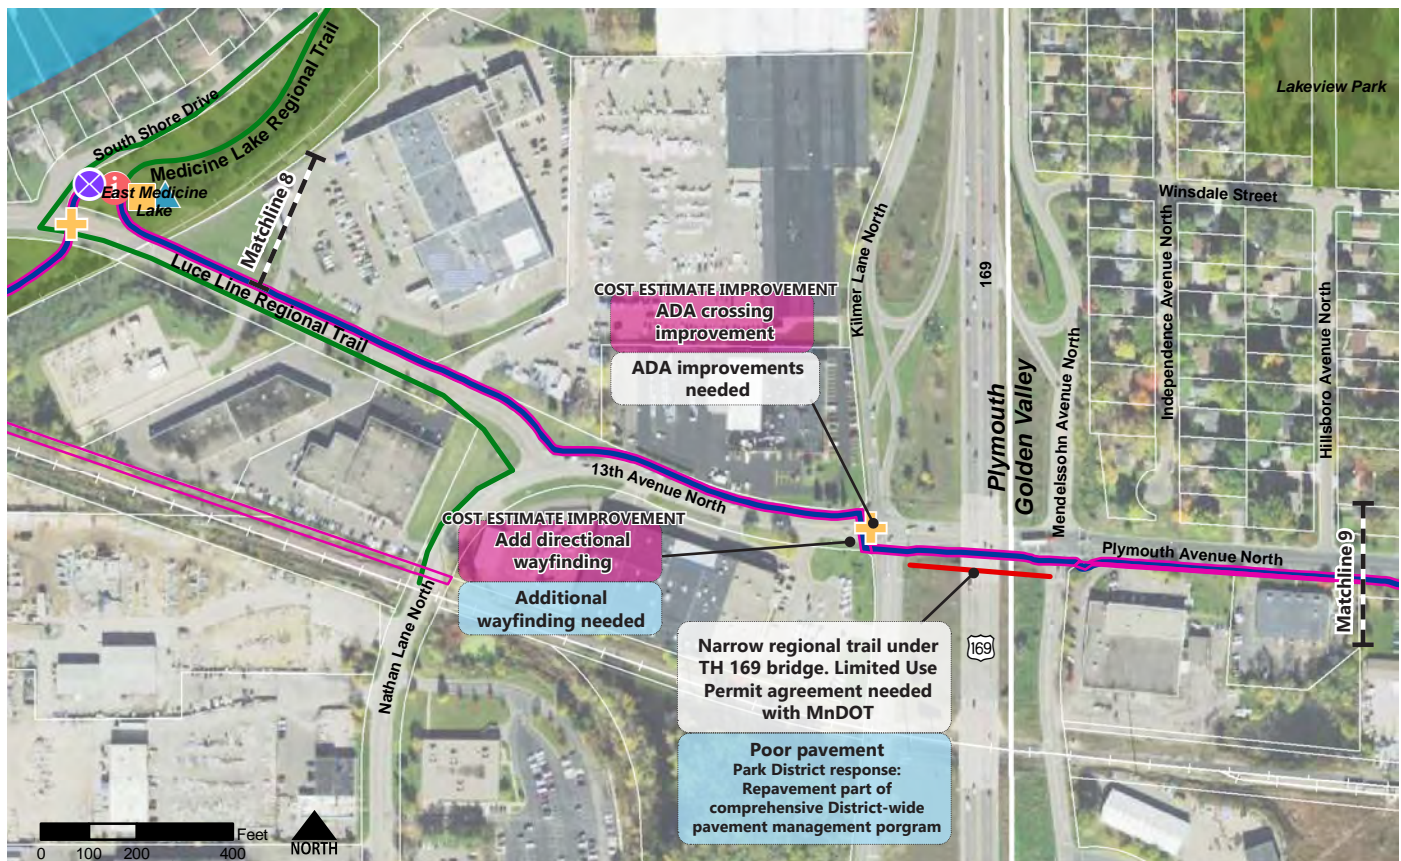 Lakeview Park
South Shore Drive
Medicine Lake Regional Trail
East Medicine
Lake
Matchline 8
Luce Line Regional Trail
Winsdale Street
Independence Avenue North
Hillsboro Avenue North
Kilmer Lane North
169
Plymouth
Golden Valley
Mendelssohn Avenue North
COST ESTIMATE IMPROVEMENT
ADA crossing
improvement
ADA improvements
needed
13th Avenue North
COST ESTIMATE IMPROVEMENT
Add directional
wayfinding
Additional
wayfinding needed
Plymouth Avenue North
Matchline 9
Nathan Lane North
169
Narrow regional trail under
TH 169 bridge. Limited Use
Permit agreement needed
with MnDOT
Poor pavement
Park District response:
Repavement part of
comprehensive District-wide
pavement management porgram
Feet
0 100 200 400
NORTH